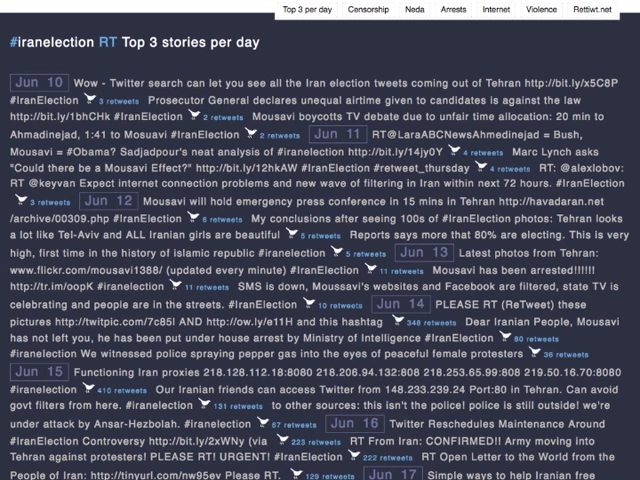 Top 3 per day Censorship Neda Arrests Internet Violence Rettiwt.net
#iranelection RT Top 3 stories per day
Jun 10 Wow - Twitter search can let you see all the Iran election tweets coming out of Tehran http://bit.ly/x5C8P
#IranElection 3 retweets Prosecutor General declares unequal airtime given to candidates is against the law
http://bit.ly/1bhCHk #IranElection 2 retweets Mousavi boycotts TV debate due to unfair time allocation: 20 min to
Ahmadinejad, 1:41 to Mosuavi #IranElection 2 retweets Jun 11 RT@LaraABCNewsAhmedinejad = Bush,
Mousavi = #Obama? Sadjadpour's neat analysis of #iranelection http://bit.ly/14jy0Y 4 retweets Marc Lynch asks
"Could there be a Mousavi Effect?" http://bit.ly/12hkAW #IranElection #retweet_thursday 4 retweets RT: @alexlobov:
RT @keyvan Expect internet connection problems and new wave of filtering in Iran within next 72 hours. #IranElection
3 retweets Jun 12 Mousavi will hold emergency press conference in 15 mins in Tehran http://havadaran.net
/archive/00309.php #IranElection 6 retweets My conclusions after seeing 100s of #IranElection photos: Tehran looks
a lot like Tel-Aviv and ALL Iranian girls are beautiful 5 retweets Reports says more that 80% are electing. This is very
high, first time in the history of islamic republic #iranelection 5 retweets Jun 13 Latest photos from Tehran:
www.flickr.com/mousavi1388/ (updated every minute) #IranElection 11 retweets Mousavi has been arrested!!!!!!
http://tr.im/oopK #iranelection 11 retweets SMS is down, Moussavi's websites and Facebook are filtered, state TV is
celebrating and people are in the streets. #IranElection 10 retweets Jun 14 PLEASE RT (ReTweet) these
pictures http://twitpic.com/7c85l AND http://ow.ly/e11H and this hashtag 348 retweets Dear Iranian People, Mousavi
has not left you, he has been put under house arrest by Ministry of Intelligence #IranElection 80 retweets
#iranelection We witnessed police spraying pepper gas into the eyes of peaceful female protesters 36 retweets
Jun 15 Functioning Iran proxies 218.128.112.18:8080 218.206.94.132:808 218.253.65.99:808 219.50.16.70:8080
#iranelection 410 retweets Our Iranian friends can access Twitter from 148.233.239.24 Port:80 in Tehran. Can avoid
govt filters from here. #iranelection 131 retweets to other sources: this isn't the police! police is still outside! we're
under attack by Ansar-Hezbolah. #iranelection 67 retweets Jun 16 Twitter Reschedules Maintenance Around
#IranElection Controversy http://bit.ly/2xWNy (via 223 retweets RT From Iran: CONFIRMED!! Army moving into
Tehran against protesters! PLEASE RT! URGENT! #IranElection 222 retweets RT Open Letter to the World from the
People of Iran: http://tinyurl.com/nw95ev Please RT. 129 retweets Jun 17 Simple ways to help Iranian free